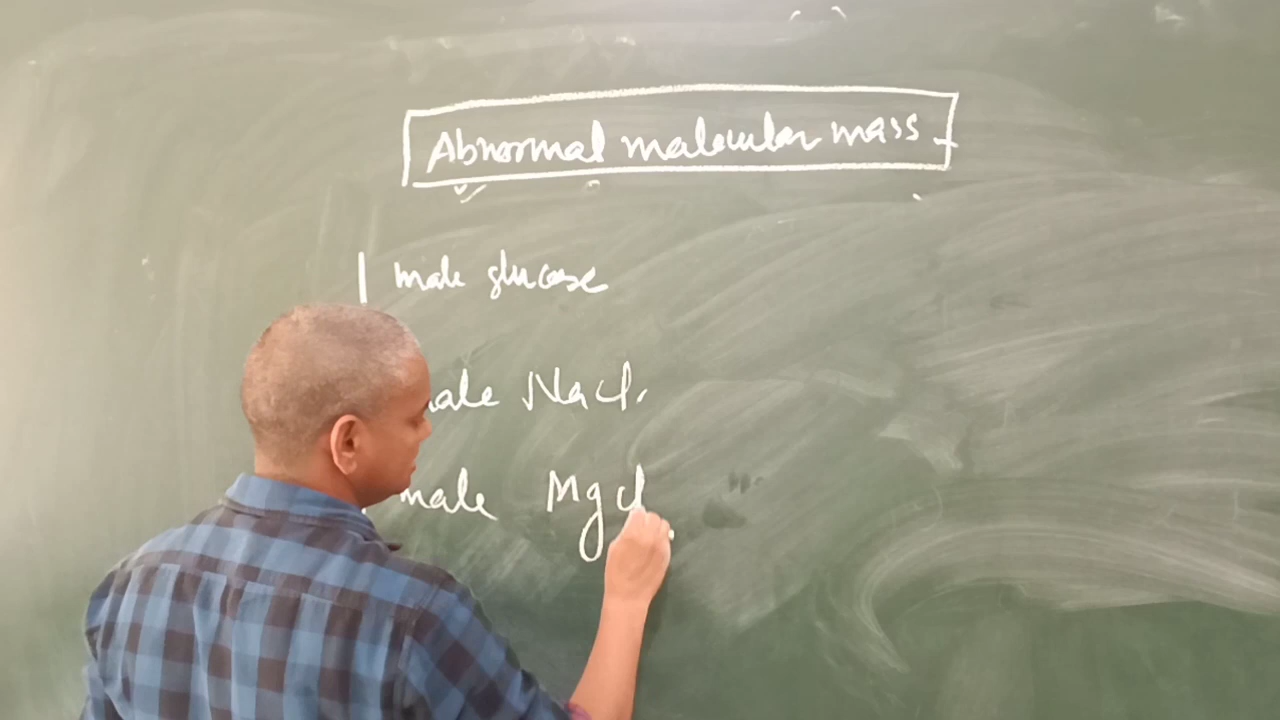 Abnormal molecular mass
1 mole glucose
mole NaCl
mole MgCl